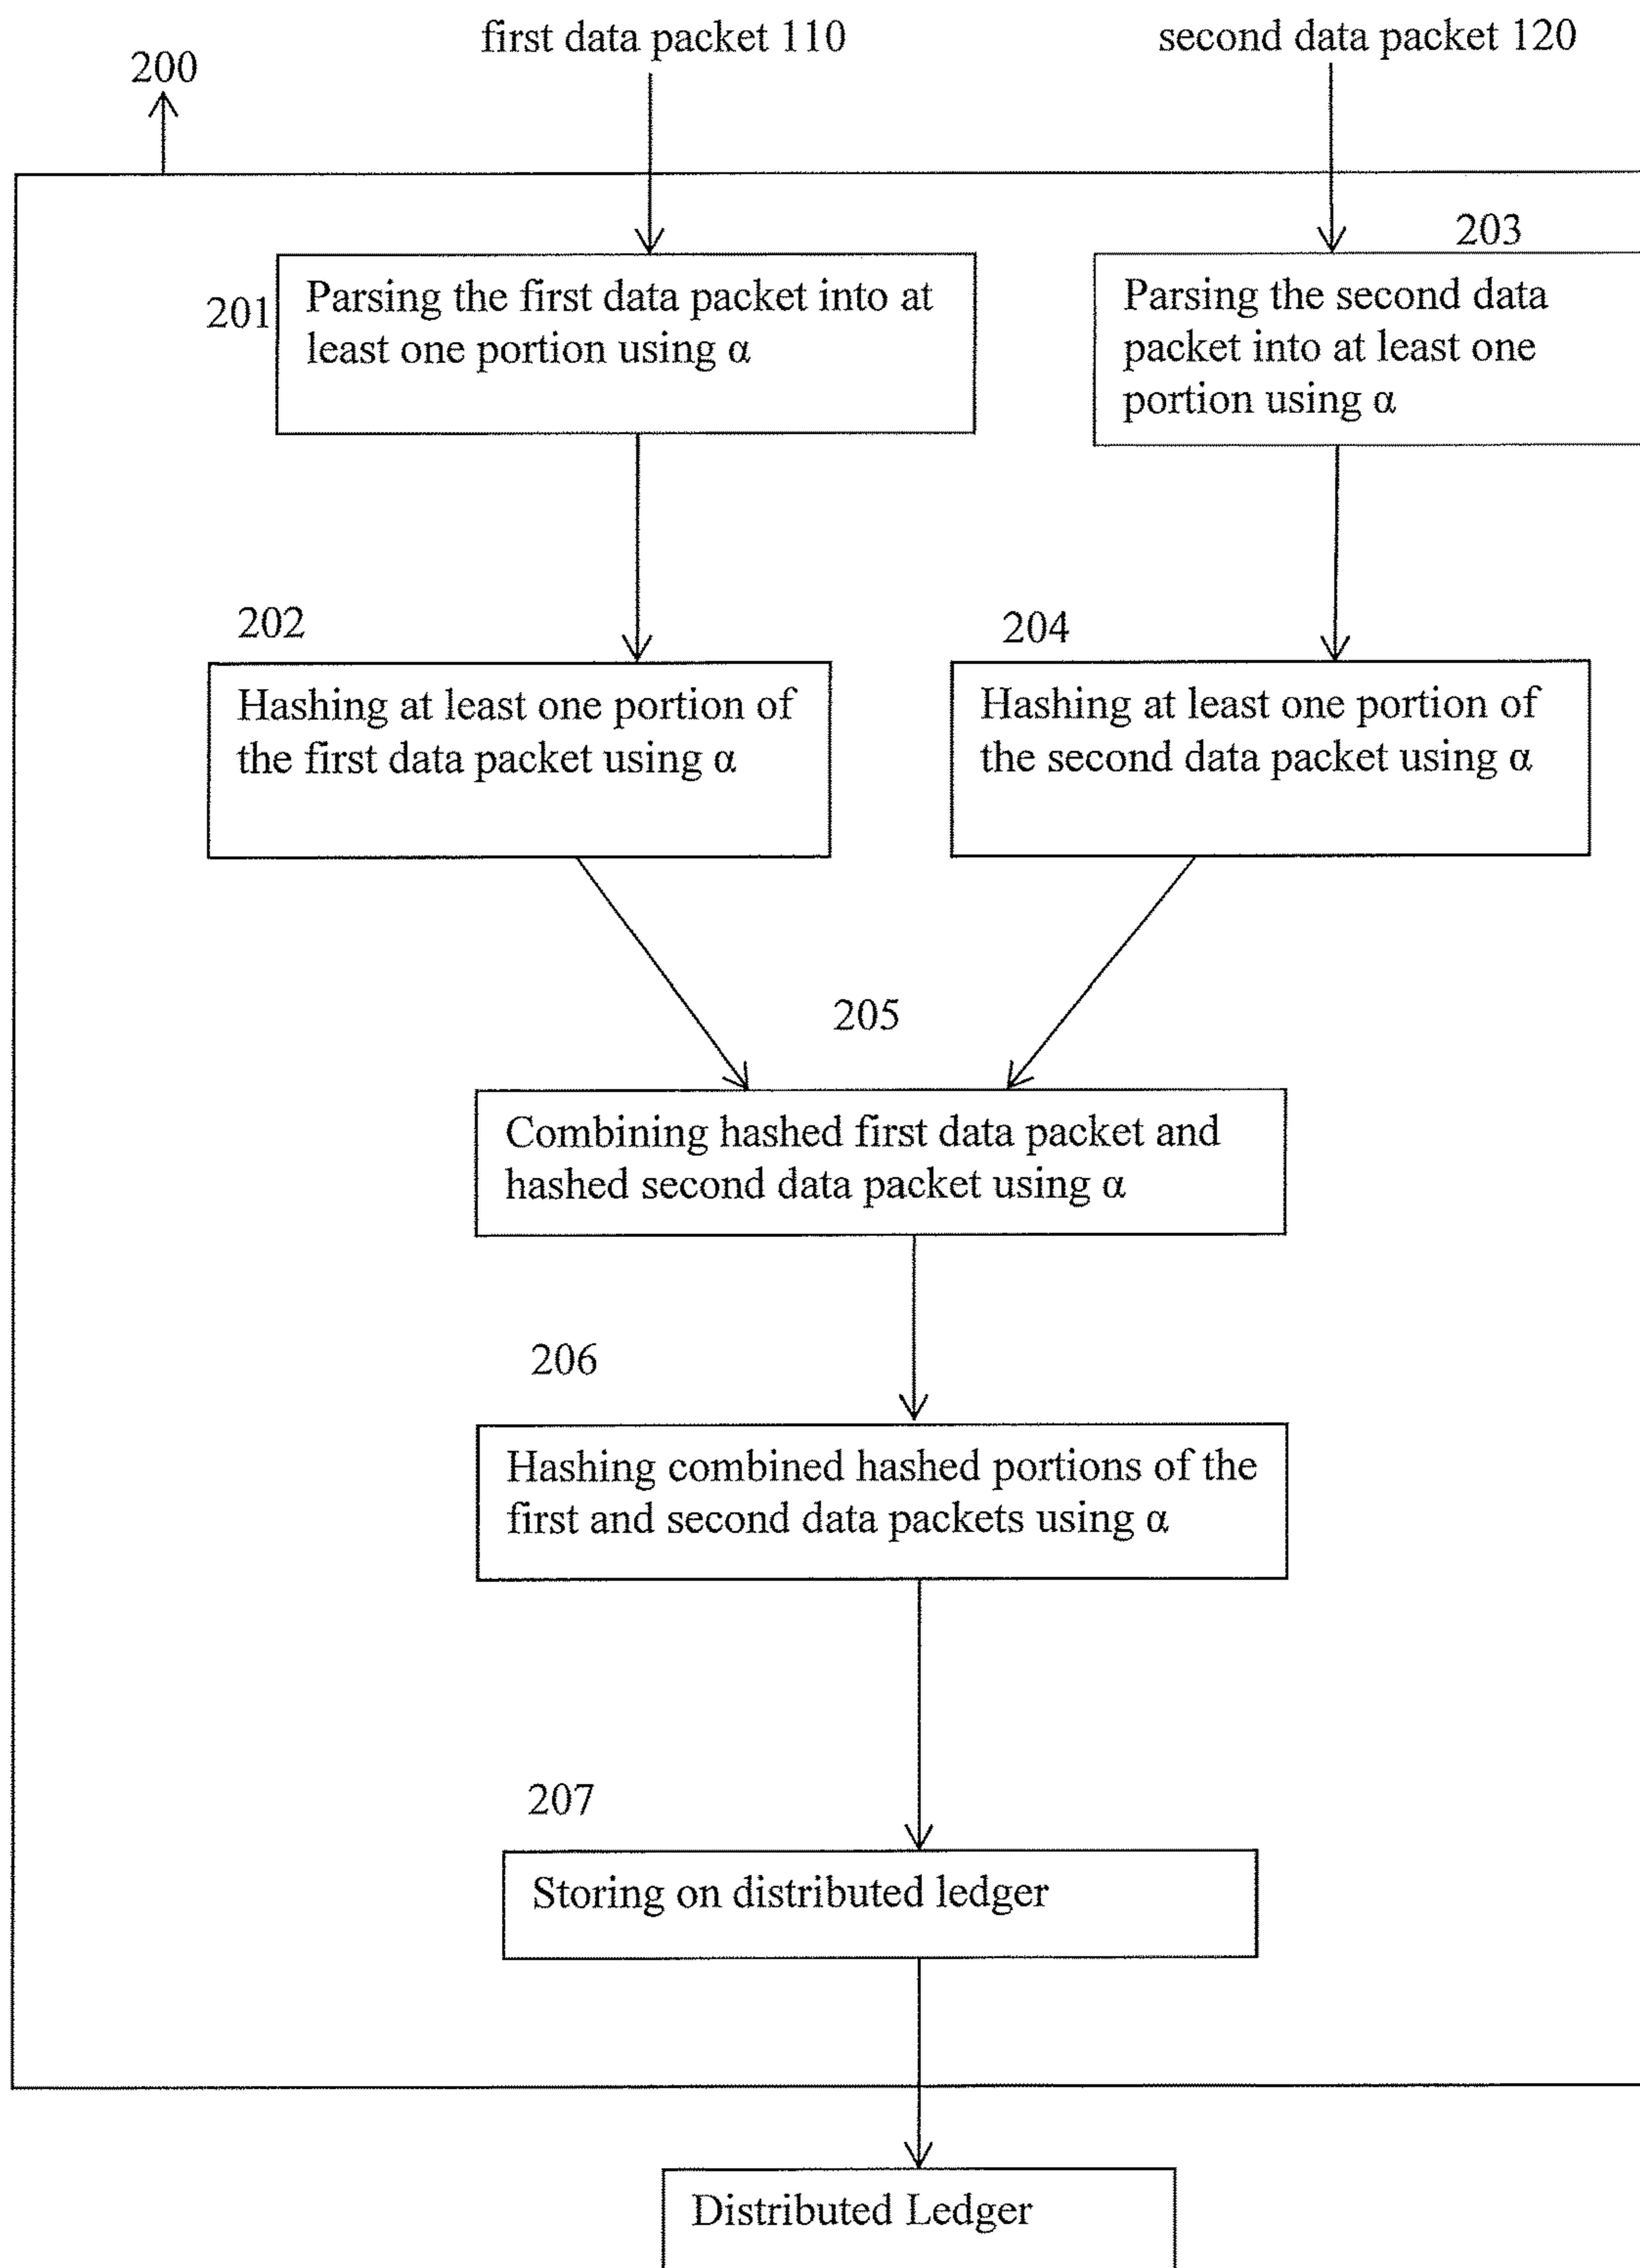 first data packet 110
second data packet 120
200
203
201
Parsing the first data packet into at
least one portion using α
Parsing the second data
packet into at least one
portion using α
202
204
Hashing at least one portion of
the first data packet using α
Hashing at least one portion of
the second data packet using α
205
Combining hashed first data packet and
hashed second data packet using α
206
Hashing combined hashed portions of the
first and second data packets using α
207
Storing on distributed ledger
Distributed Ledger